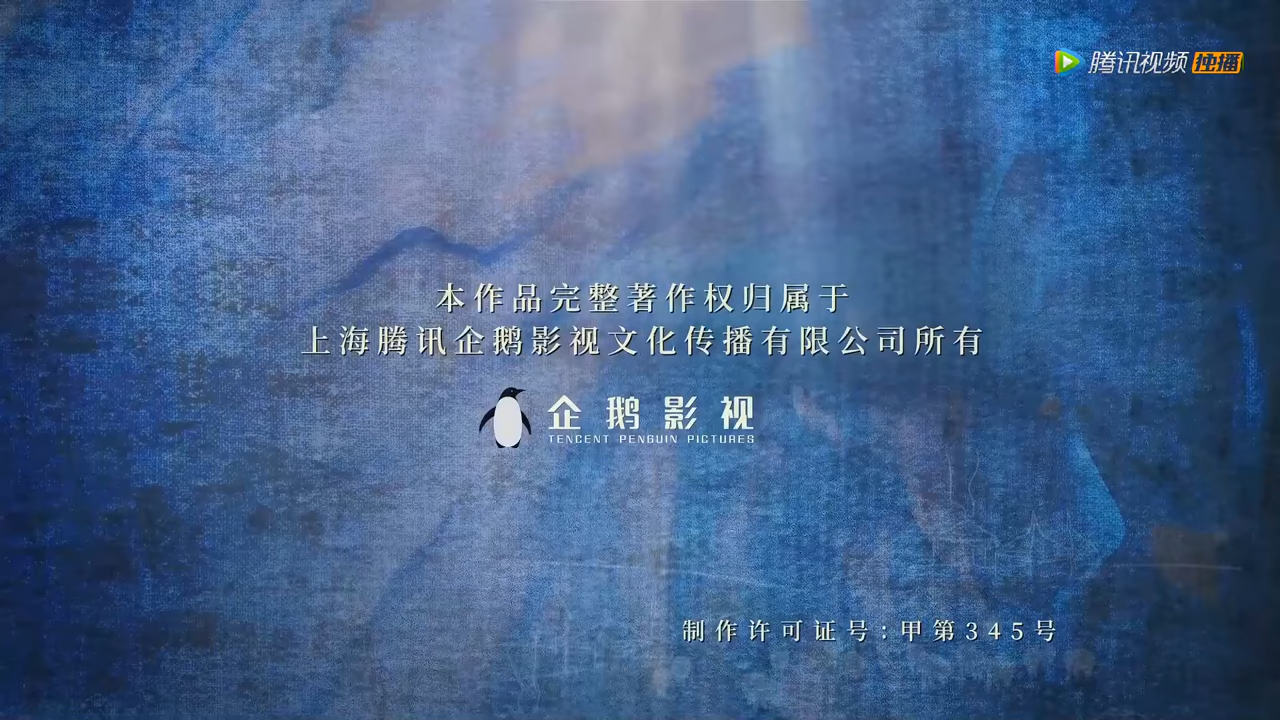 腾讯视频 独播
本作品完整著作权归属于
上海腾讯企鹅影视文化传播有限公司所有
企鹅影视
TENCENT PENGUIN PICTURES
制作许可证号:甲第345号